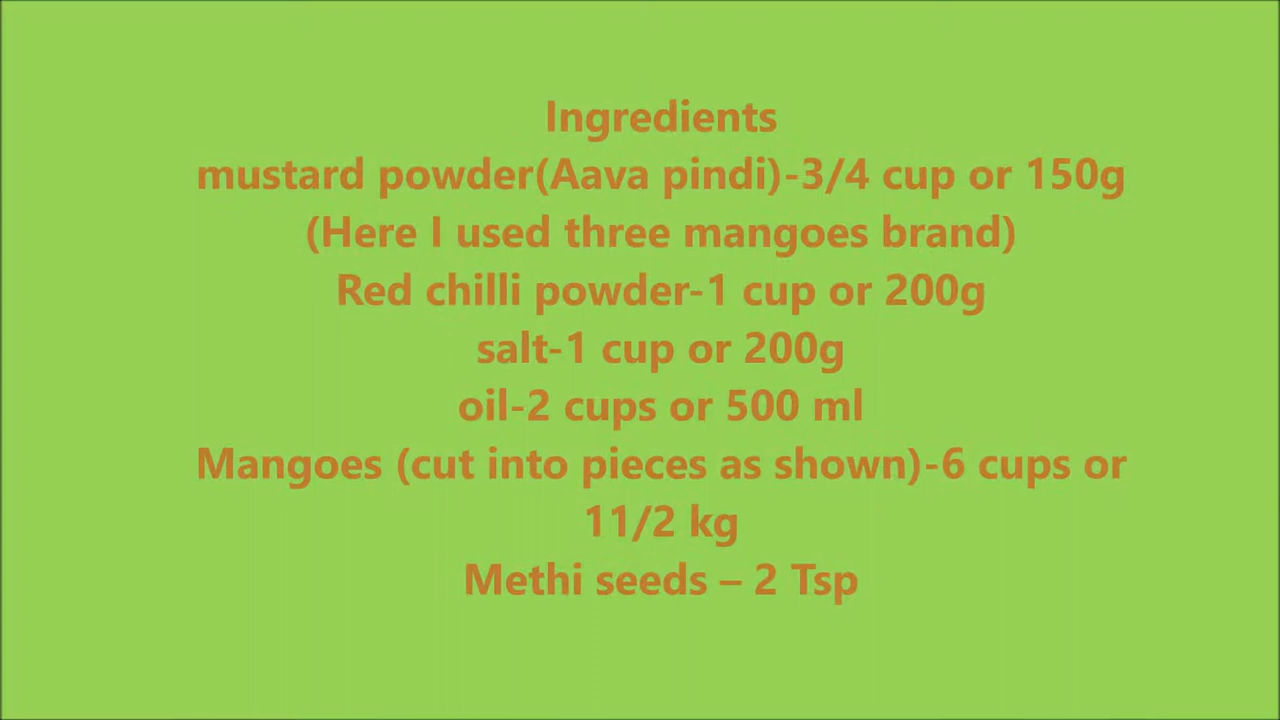 Ingredients
mustard powder(Aava pindi)-3/4 cup or 150g
(Here I used three mangoes brand)
Red chilli powder-1 cup or 200g
salt-1 cup or 200g
oil-2 cups or 500 ml
Mangoes (cut into pieces as shown)-6 cups or
11/2 kg
Methi seeds – 2 Tsp